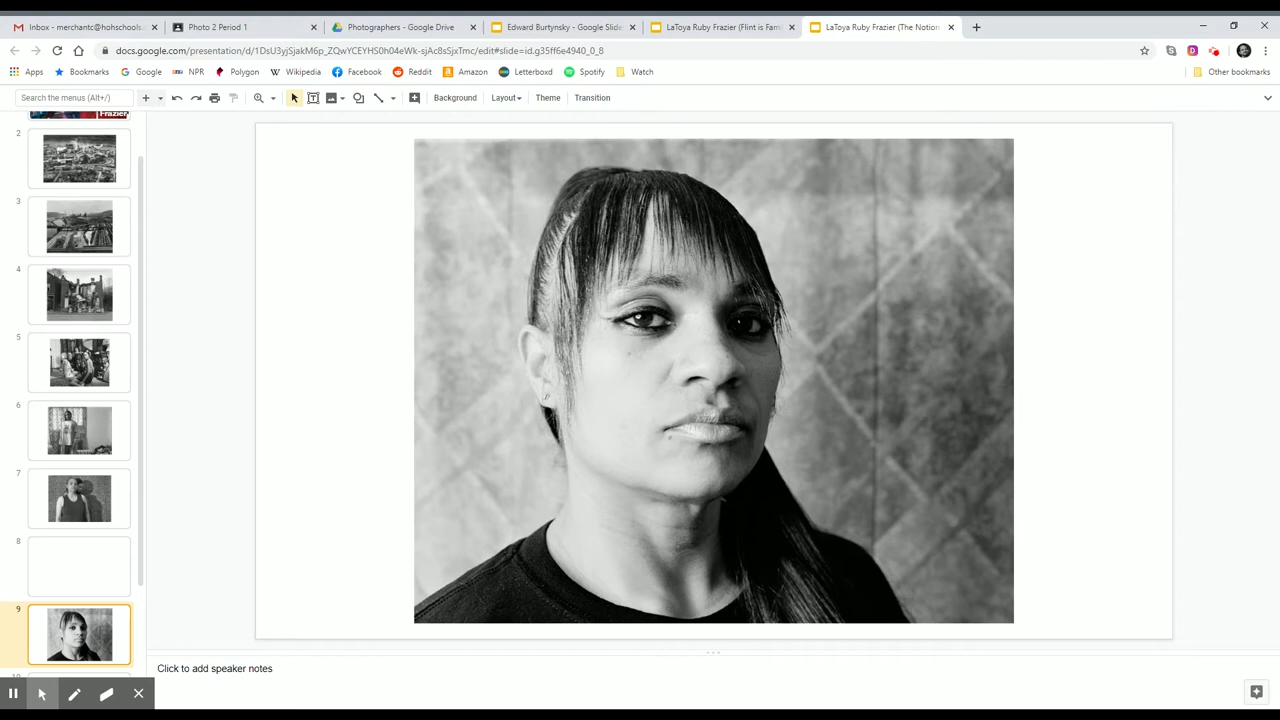 Inbox - merchantc@hohschools.
Photo 2 Period 1
Photographers - Google Drive
Edward Burtynsky - Google Slide
LaToya Ruby Frazier (Flint is Fami
LaToya Ruby Frazier (The Notion
docs.google.com/presentation/d/1DsU3yjSjakM6p_ZQwYCEYHS0h04eWk-sjAc8sSjxTmc/edit#slide=id.g35ff6e4940_0_8
Apps Bookmarks Google NPR Polygon Wikipedia Facebook Reddit Amazon Letterboxd Spotify Watch Other bookmarks
Search the menus (Alt+/) Background Layout Theme Transition
Frazier
2
3
4
5
6
7
8
9
Click to add speaker notes